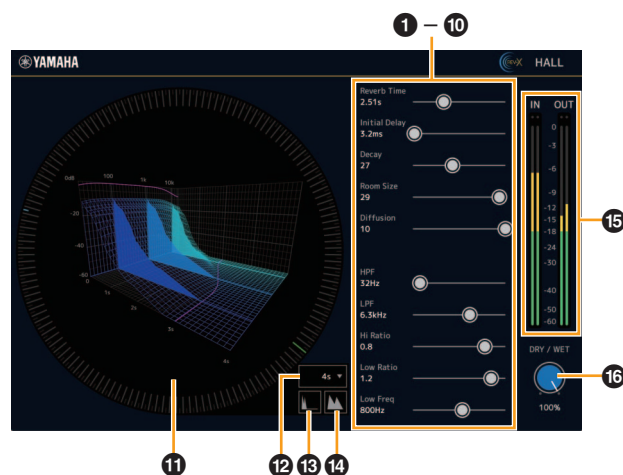 1 – 10
YAMAHA
rev-X HALL
Reverb Time
2.51s
Initial Delay
3.2ms
Decay
27
Room Size
29
Diffusion
10
HPF
32Hz
LPF
6.3kHz
Hi Ratio
0.8
Low Ratio
1.2
Low Freq
800Hz
IN OUT
0
-3
-6
-9
-12
-15
-18
-24
-30
-40
-50
-60
15
DRY / WET
100%
16
0dB
100
1k
10k
-20
-40
-60
0
1s
2s
3s
4s
4s
11
12
13
14